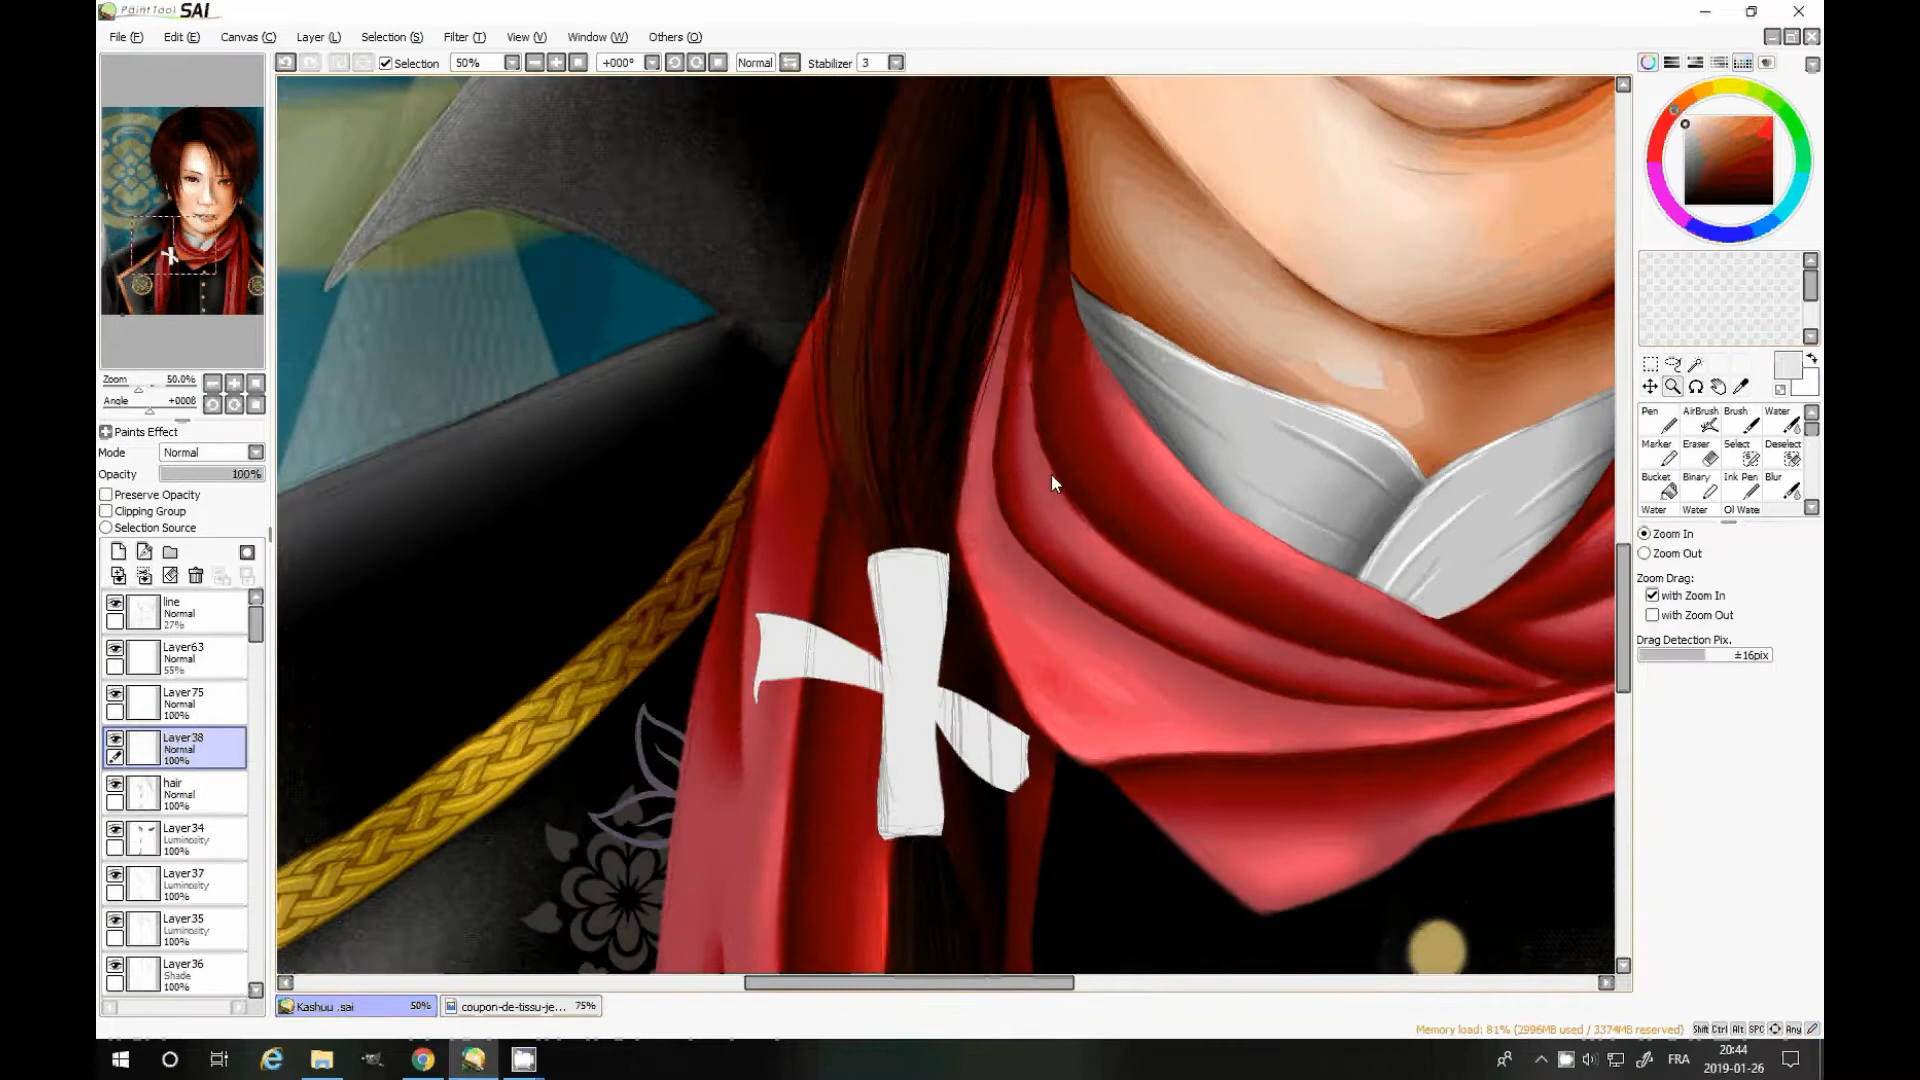 PaintTool SAI
File (F) Edit (E) Canvas (C) Layer (L) Selection (S) Filter (T) View (V) Window (W) Others (O)
Selection 50% +000° Normal Stabilizer 3
Zoom 50.0%
Angle +000θ
Paints Effect
Mode Normal
Opacity 100%
Preserve Opacity
Clipping Group
Selection Source
line
Normal
27%
Layer63
Normal
55%
Layer75
Normal
100%
Layer38
Normal
100%
hair
Normal
100%
Layer34
Luminosity
100%
Layer37
Luminosity
100%
Layer35
Luminosity
100%
Layer36
Shade
100%
Pen AirBrush Brush Water
Marker Eraser Select Deselect
Bucket Binary Ink Pen Blur
Water Water Ol Wate
Zoom In
Zoom Out
Zoom Drag:
with Zoom In
with Zoom Out
Drag Detection Pix.
±16pix
Kashuu .sai 50% coupon-de-tissu-je... 75%
Memory load: 81% (2996MB used / 3374MB reserved) Shift Ctrl Alt SPC Any
FRA
20:44
2019-01-26